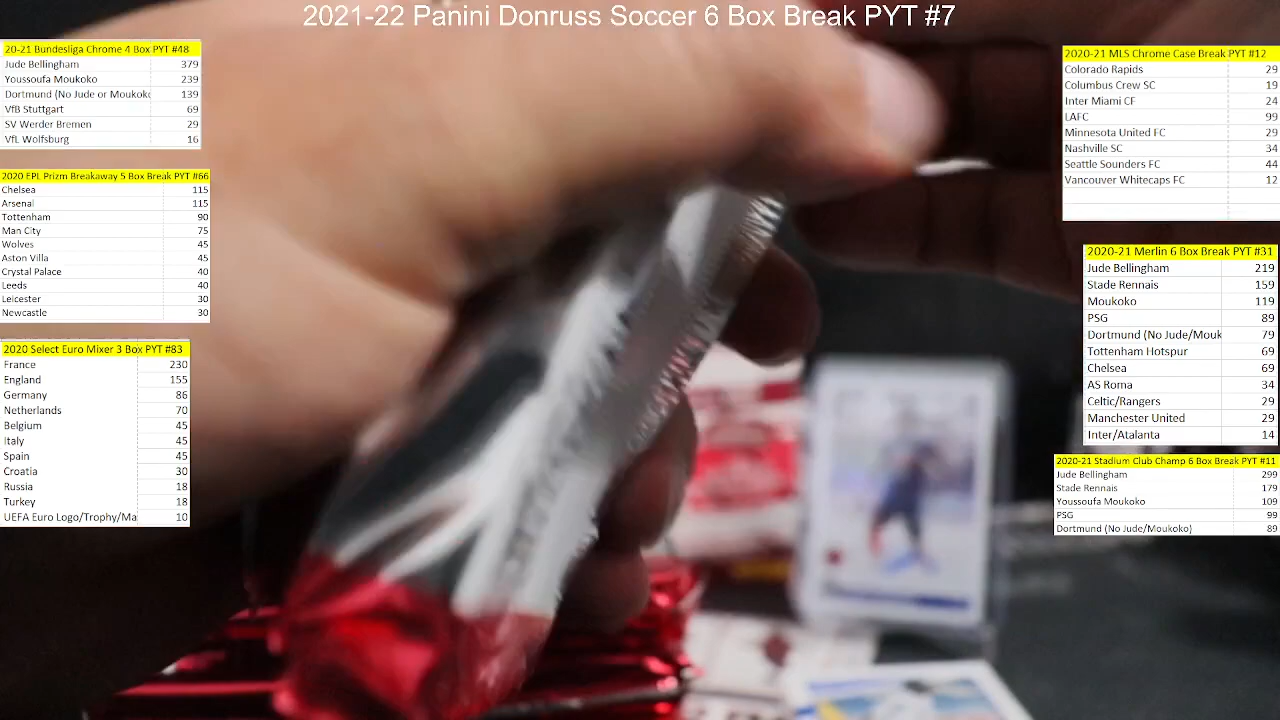 2021-22 Panini Donruss Soccer 6 Box Break PYT #7
20-21 Bundesliga Chrome 4 Box PYT #48
Jude Bellingham 379
Youssoufa Moukoko 239
Dortmund (No Jude or Moukoko 139
VfB Stuttgart 69
SV Werder Bremen 29
VfL Wolfsburg 16
2020 EPL Prizm Breakaway 5 Box Break PYT #66
Chelsea 115
Arsenal 115
Tottenham 90
Man City 75
Wolves 45
Aston Villa 45
Crystal Palace 40
Leeds 40
Leicester 30
Newcastle 30
2020 Select Euro Mixer 3 Box PYT #83
France 230
England 155
Germany 86
Netherlands 70
Belgium 45
Italy 45
Spain 45
Croatia 30
Russia 18
Turkey 18
UEFA Euro Logo/Trophy/Ma 10
2020-21 MLS Chrome Case Break PYT #12
Colorado Rapids 29
Columbus Crew SC 19
Inter Miami CF 24
LAFC 99
Minnesota United FC 29
Nashville SC 34
Seattle Sounders FC 44
Vancouver Whitecaps FC 12
2020-21 Merlin 6 Box Break PYT #31
Jude Bellingham 219
Stade Rennais 159
Moukoko 119
PSG 89
Dortmund (No Jude/Mouk 79
Tottenham Hotspur 69
Chelsea 69
AS Roma 34
Celtic/Rangers 29
Manchester United 29
Inter/Atalanta 14
2020-21 Stadium Club Champ 6 Box Break PYT #11
Jude Bellingham 299
Stade Rennais 179
Youssoufa Moukoko 109
PSG 99
Dortmund (No Jude/Moukoko) 89